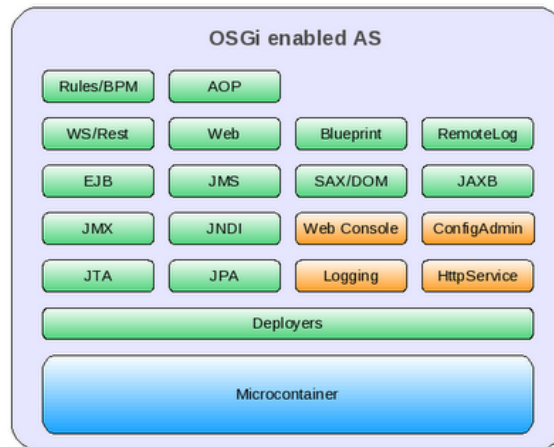 OSGi enabled AS
Rules/BPM AOP
WS/Rest Web Blueprint RemoteLog
EJB JMS SAX/DOM JAXB
JMX JNDI Web Console ConfigAdmin
JTA JPA Logging HttpService
Deployers
Microcontainer